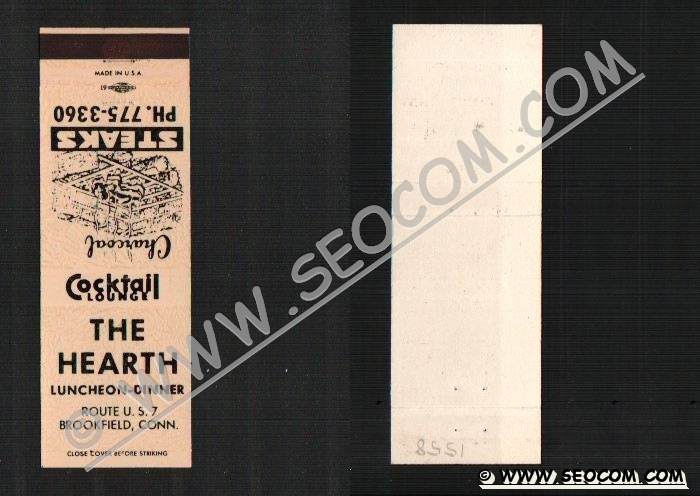 MADE IN U.S.A.
19
PH. 775-3360
STEAKS
Charcoal
Cocktail
LOUNGE
THE
HEARTH
LUNCHEON-DINNER
ROUTE U. S. 7
BROOKFIELD, CONN.
CLOSE COVER BEFORE STRIKING
8551
© WWW.SEOCOM.COM
© WWW.SEOCOM.COM